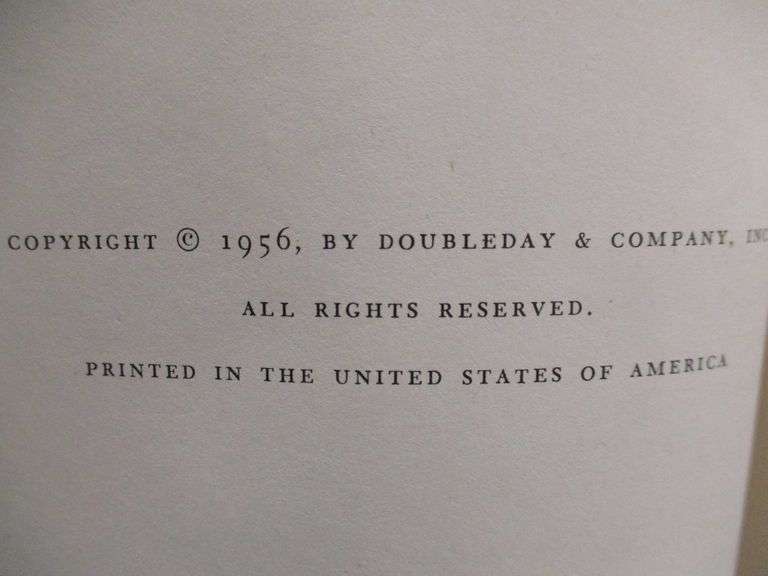 COPYRIGHT © 1956, BY DOUBLEDAY & COMPANY, INC
ALL RIGHTS RESERVED.
PRINTED IN THE UNITED STATES OF AMERICA